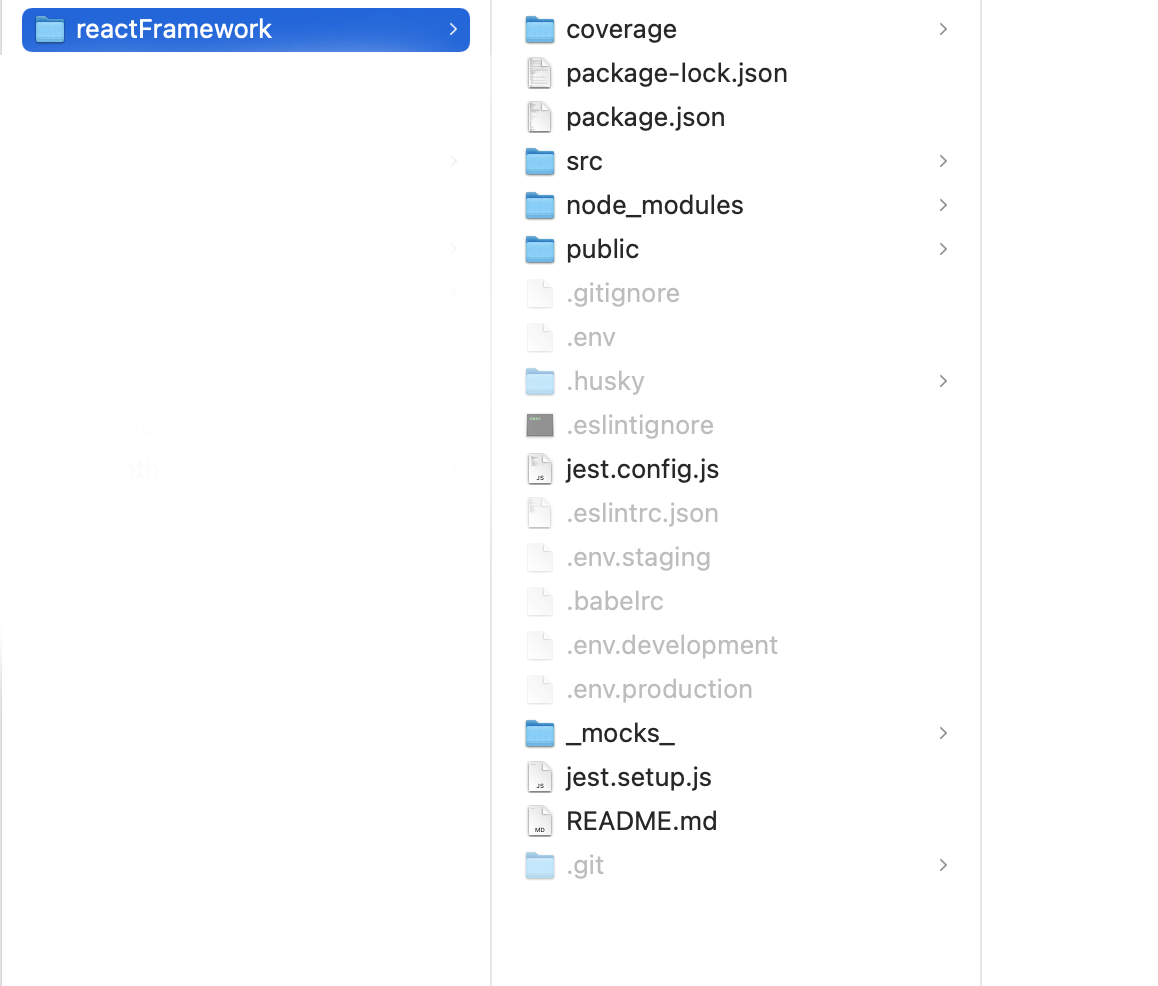 reactFramework
coverage
package-lock.json
package.json
src
node_modules
public
.gitignore
.env
.husky
.eslintignore
jest.config.js
.eslintrc.json
.env.staging
.babelrc
.env.development
.env.production
_mocks_
jest.setup.js
README.md
.git